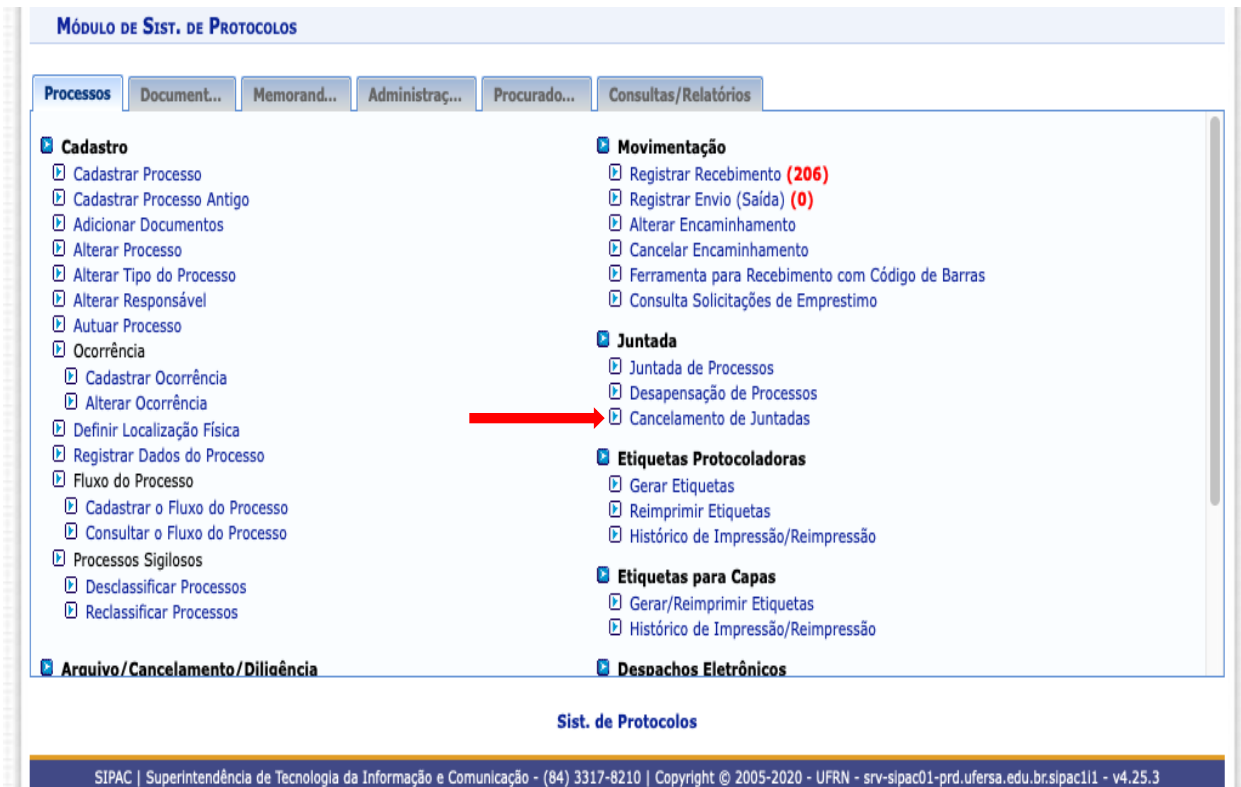 MÓDULO DE SIST. DE PROTOCOLOS
Processos
Document...
Memorand...
Administraç...
Procurado...
Consultas/Relatórios
Cadastro
Cadastrar Processo
Cadastrar Processo Antigo
Adicionar Documentos
Alterar Processo
Alterar Tipo do Processo
Alterar Responsável
Autuar Processo
Ocorrência
Cadastrar Ocorrência
Alterar Ocorrência
Definir Localização Física
Registrar Dados do Processo
Fluxo do Processo
Cadastrar o Fluxo do Processo
Consultar o Fluxo do Processo
Processos Sigilosos
Desclassificar Processos
Reclassificar Processos
Arquivo/Cancelamento/Diligência
Movimentação
Registrar Recebimento (206)
Registrar Envio (Saída) (0)
Alterar Encaminhamento
Cancelar Encaminhamento
Ferramenta para Recebimento com Código de Barras
Consulta Solicitações de Emprestimo
Juntada
Juntada de Processos
Desapensação de Processos
Cancelamento de Juntadas
Etiquetas Protocoladoras
Gerar Etiquetas
Reimprimir Etiquetas
Histórico de Impressão/Reimpressão
Etiquetas para Capas
Gerar/Reimprimir Etiquetas
Histórico de Impressão/Reimpressão
Despachos Eletrônicos
Sist. de Protocolos
SIPAC | Superintendência de Tecnologia da Informação e Comunicação - (84) 3317-8210 | Copyright © 2005-2020 - UFRN - srv-sipac01-prd.ufersa.edu.br.sipac1i1 - v4.25.3